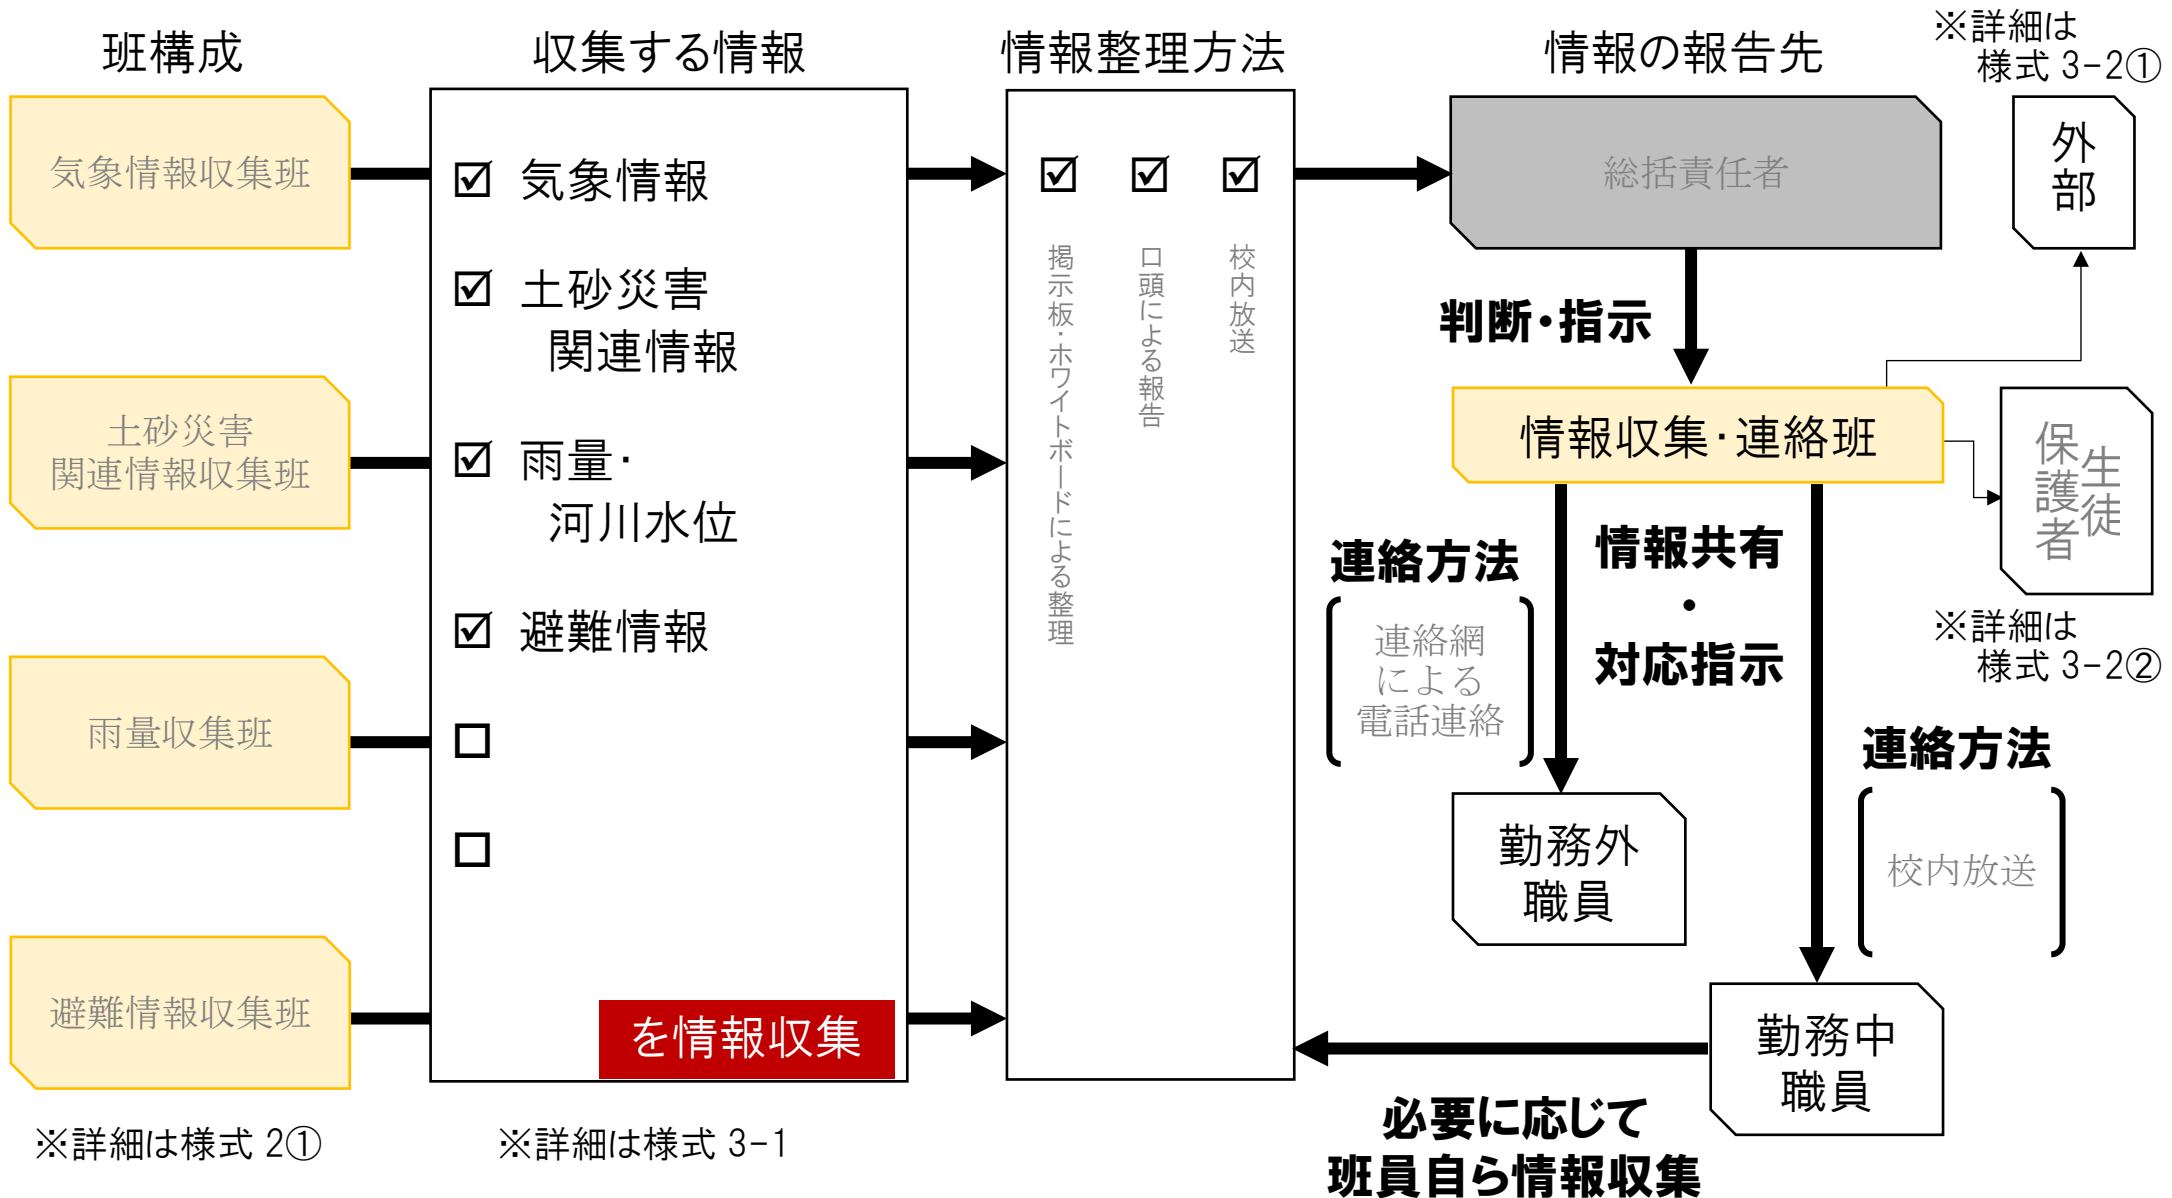 班構成
収集する情報
情報整理方法
情報の報告先
※詳細は
様式 3-2①
気象情報収集班
土砂災害
関連情報収集班
雨量収集班
避難情報収集班
※詳細は様式 2①
☑ 気象情報
☑ 土砂災害
関連情報
☑ 雨量・
河川水位
☑ 避難情報
☐
☐
を情報収集
※詳細は様式 3-1
☑ ☑ ☑
掲示板・ホワイトボードによる整理
口頭による報告
校内放送
総括責任者
外部
判断・指示
情報収集・連絡班
生徒
保護者
※詳細は
様式 3-2②
連絡方法
連絡網
による
電話連絡
情報共有
・
対応指示
連絡方法
校内放送
勤務外
職員
勤務中
職員
必要に応じて
班員自ら情報収集